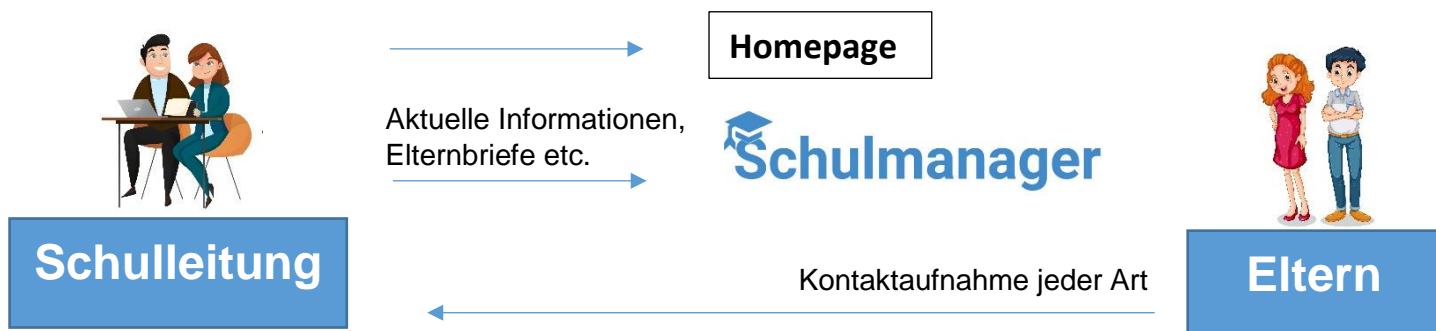 Homepage
Aktuelle Informationen,
Elternbriefe etc.
Schulmanager
Schulleitung
Kontaktaufnahme jeder Art
Eltern